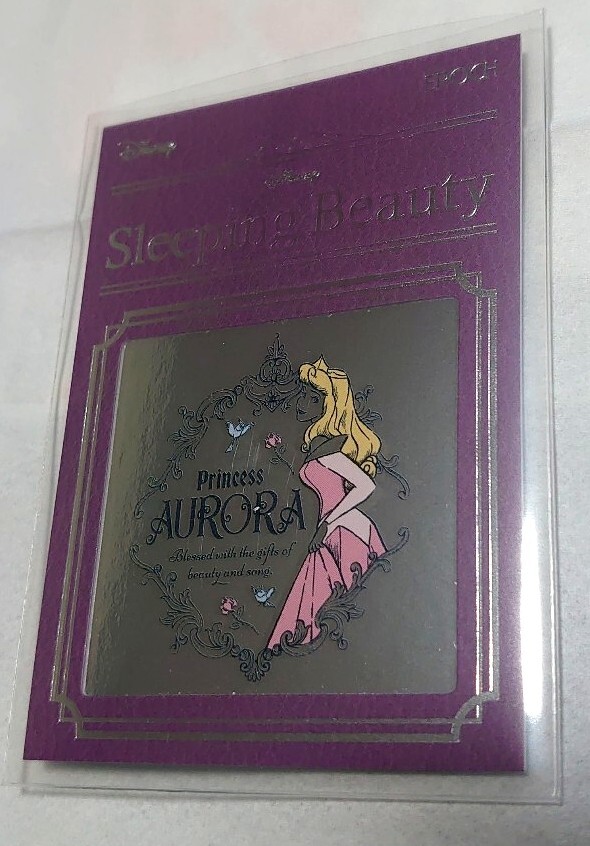 EPOCH
Disney
Disney
Sleeping Beauty
Princess
AURORA
Blessed with the gifts of
beauty and song.